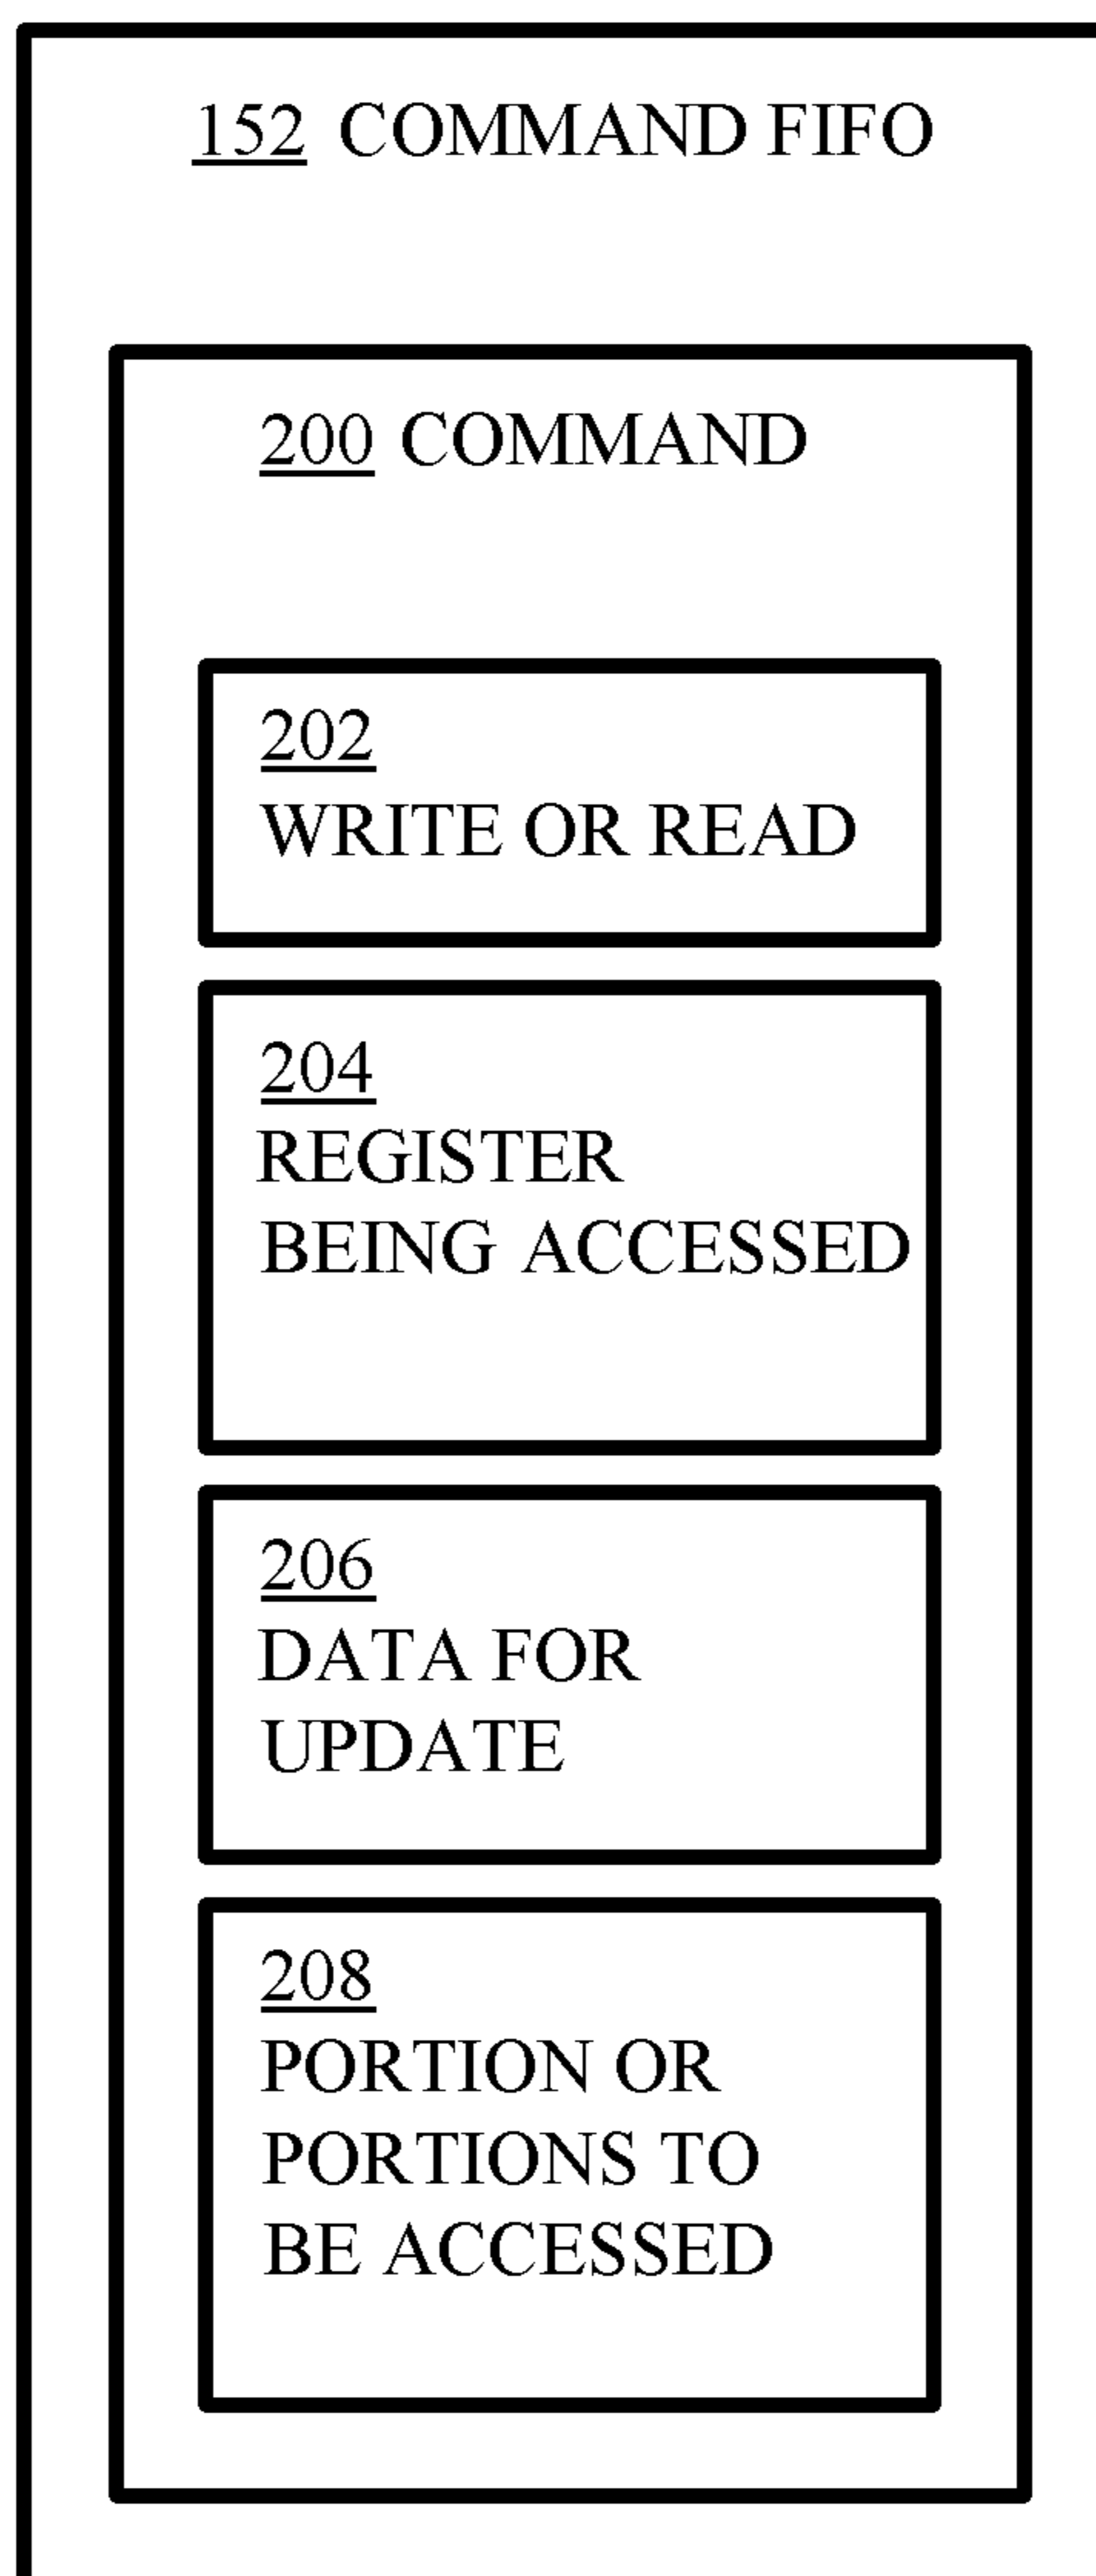 152 COMMAND FIFO
200 COMMAND
202
WRITE OR READ
204
REGISTER
BEING ACCESSED
206
DATA FOR
UPDATE
208
PORTION OR
PORTIONS TO
BE ACCESSED